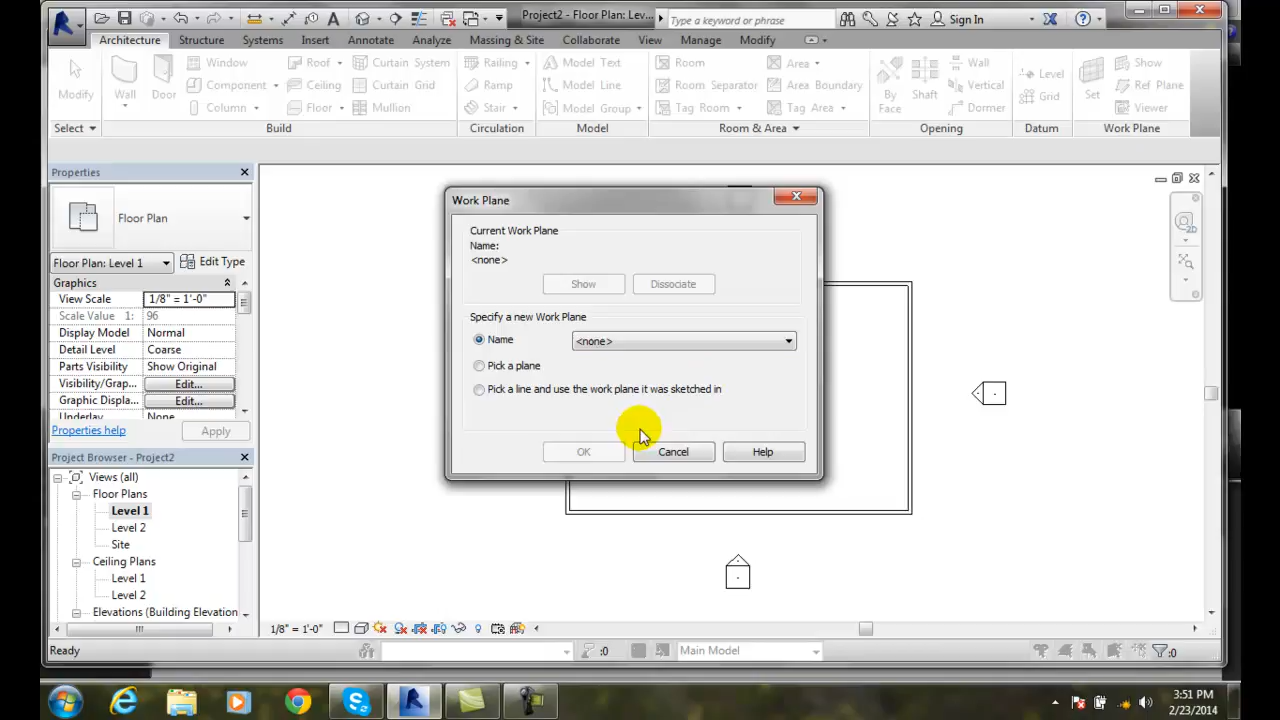 Project2 - Floor Plan: Lev...
Type a keyword or phrase
Sign In
Architecture Structure Systems Insert Annotate Analyze Massing & Site Collaborate View Manage Modify
Modify
Wall
Door
Window
Component
Column
Roof
Ceiling
Floor
Curtain System
Curtain Grid
Mullion
Railing
Ramp
Stair
Model Text
Model Line
Model Group
Room
Room Separator
Tag Room
Area
Area Boundary
Tag Area
By Face
Shaft
Wall
Vertical
Dormer
Level
Grid
Set
Show
Ref Plane
Viewer
Select Build Circulation Model Room & Area Opening Datum Work Plane
Properties
Floor Plan
Floor Plan: Level 1 Edit Type
Graphics
View Scale 1/8" = 1'-0"
Scale Value 1: 96
Display Model Normal
Detail Level Coarse
Parts Visibility Show Original
Visibility/Grap... Edit...
Graphic Displa... Edit...
Underlay None
Properties help Apply
Project Browser - Project2
Views (all)
Floor Plans
Level 1
Level 2
Site
Ceiling Plans
Level 1
Level 2
Elevations (Building Elevation
Work Plane
Current Work Plane
Name:
<none>
Show Dissociate
Specify a new Work Plane
Name <none>
Pick a plane
Pick a line and use the work plane it was sketched in
OK Cancel Help
2D
1/8" = 1'-0"
Ready
:0
Main Model
:0
3:51 PM
2/23/2014